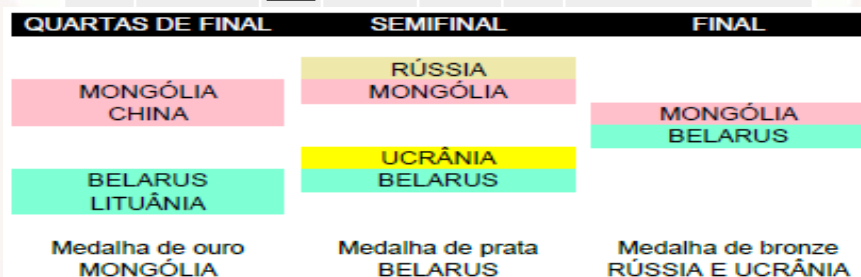 QUARTAS DE FINAL SEMIFINAL FINAL
RÚSSIA
MONGÓLIA MONGÓLIA
CHINA MONGÓLIA
BELARUS
UCRÂNIA
BELARUS BELARUS
LITUÂNIA
Medalha de ouro Medalha de prata Medalha de bronze
MONGÓLIA BELARUS RÚSSIA E UCRÂNIA